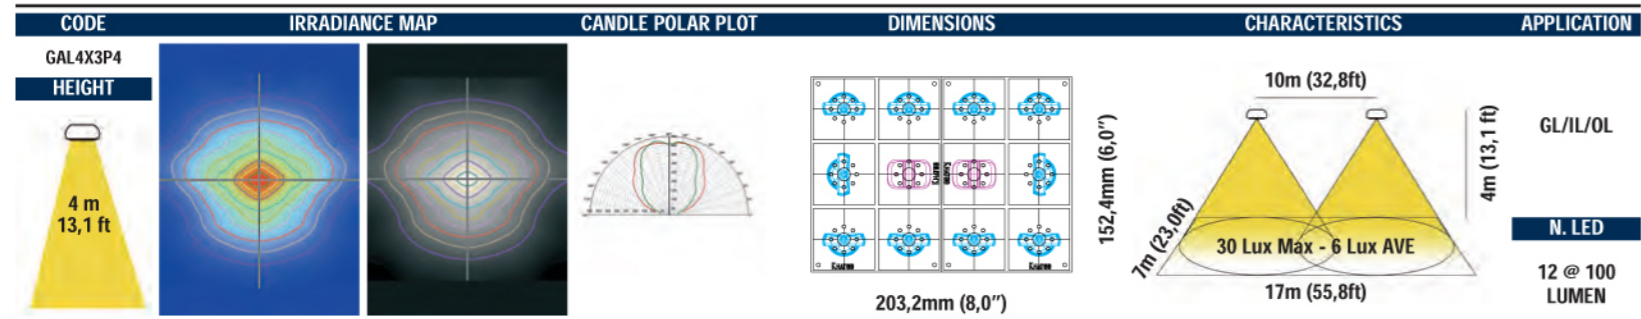 CODE
IRRADIANCE MAP
CANDLE POLAR PLOT
DIMENSIONS
CHARACTERISTICS
APPLICATION
GAL4X3P4
HEIGHT
4 m
13,1 ft
203,2mm (8,0")
152,4mm (6,0")
10m (32,8ft)
4m (13,1 ft)
7m (23,0ft)
30 Lux Max - 6 Lux AVE
17m (55,8ft)
GL/IL/OL
N. LED
12 @ 100
LUMEN